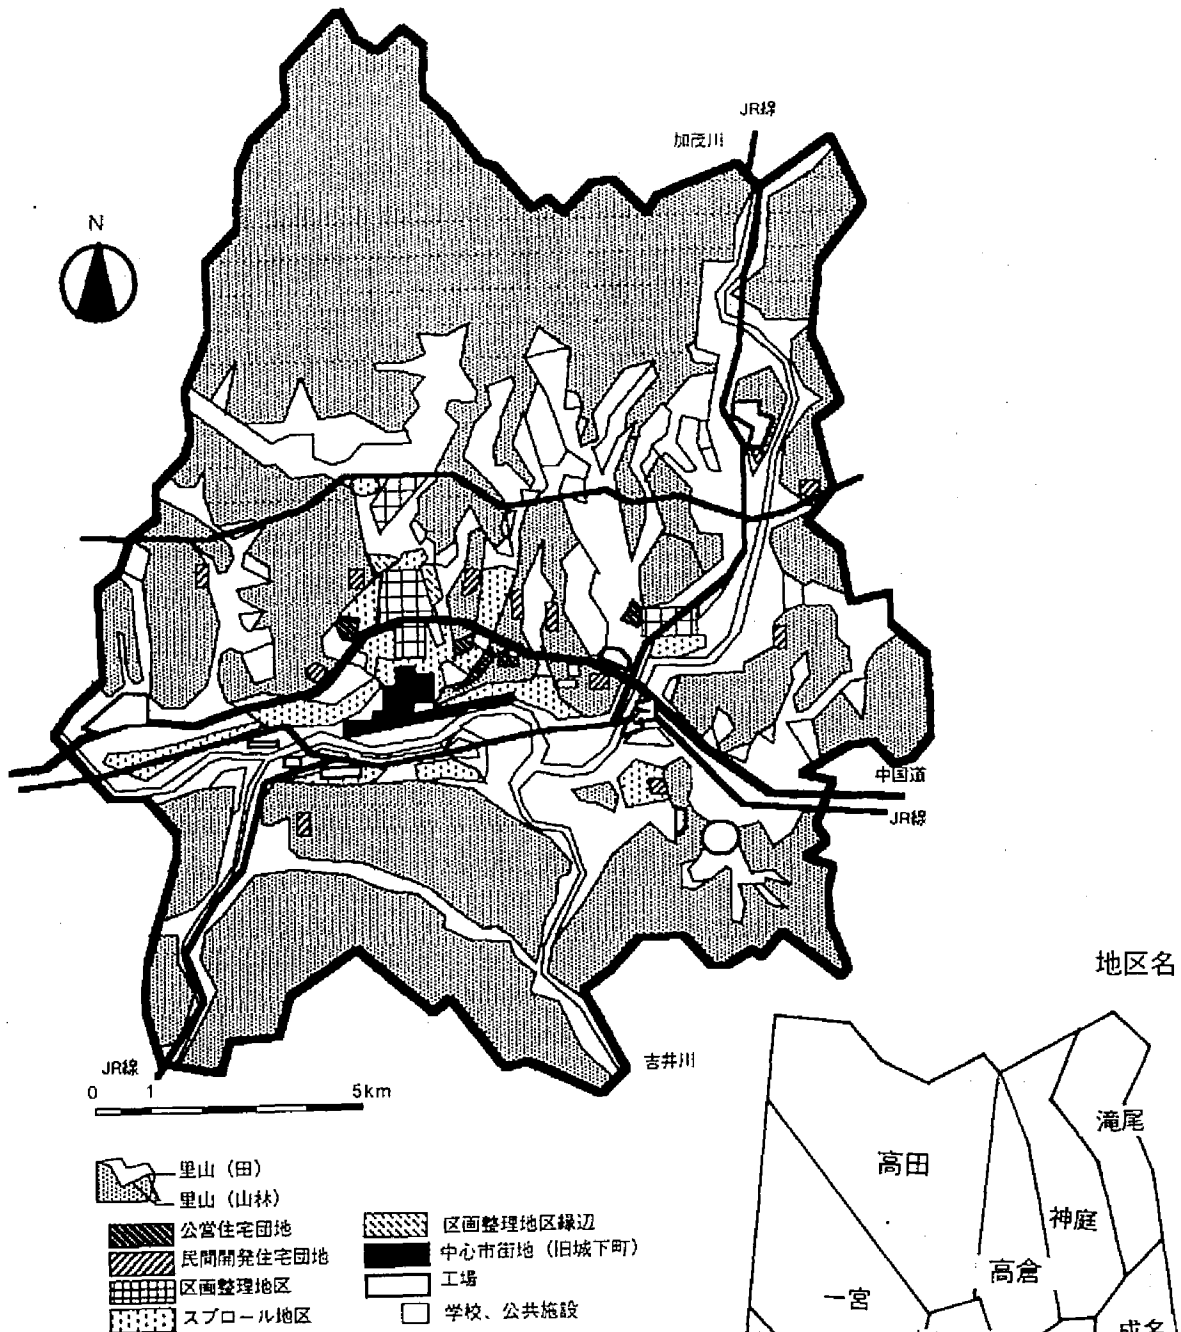 JR線
加茂川
N
中国道
JR線
地区名
吉井川
JR線
0 1 5km
里山（田）
里山（山林）
公営住宅団地
民間開発住宅団地
区画整理地区
スプロール地区
区画整理地区縁辺
中心市街地（旧城下町）
工場
学校、公共施設
滝尾
高田
神庭
高倉
一宮
成名